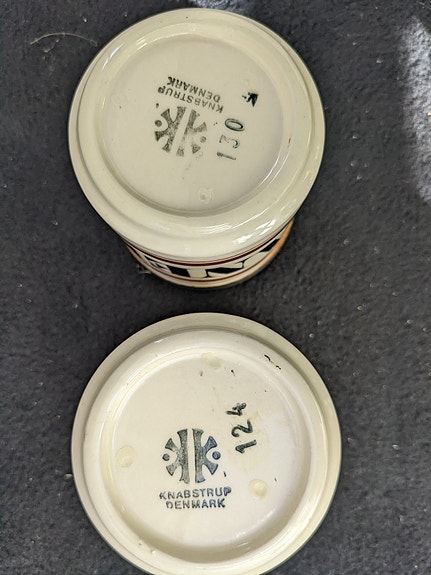 KNABSTRUP
DENMARK
130
124
KNABSTRUP
DENMARK